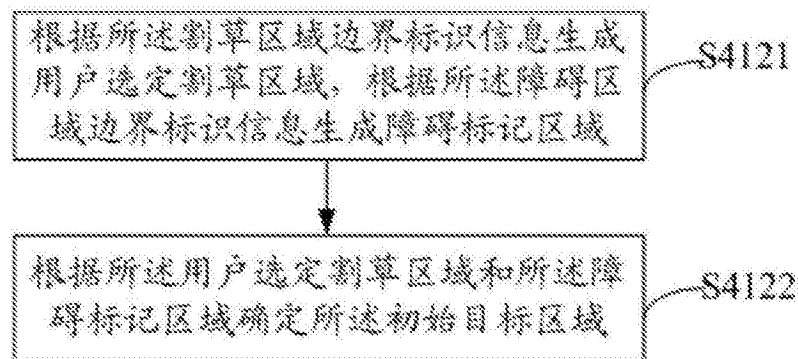 根据所述割草区域边界标识信息生成
用户选定割草区域，根据所述障碍区
域边界标识信息生成障碍标记区域
S4121
根据所述用户选定割草区域和所述障
碍标记区域确定所述初始目标区域
S4122